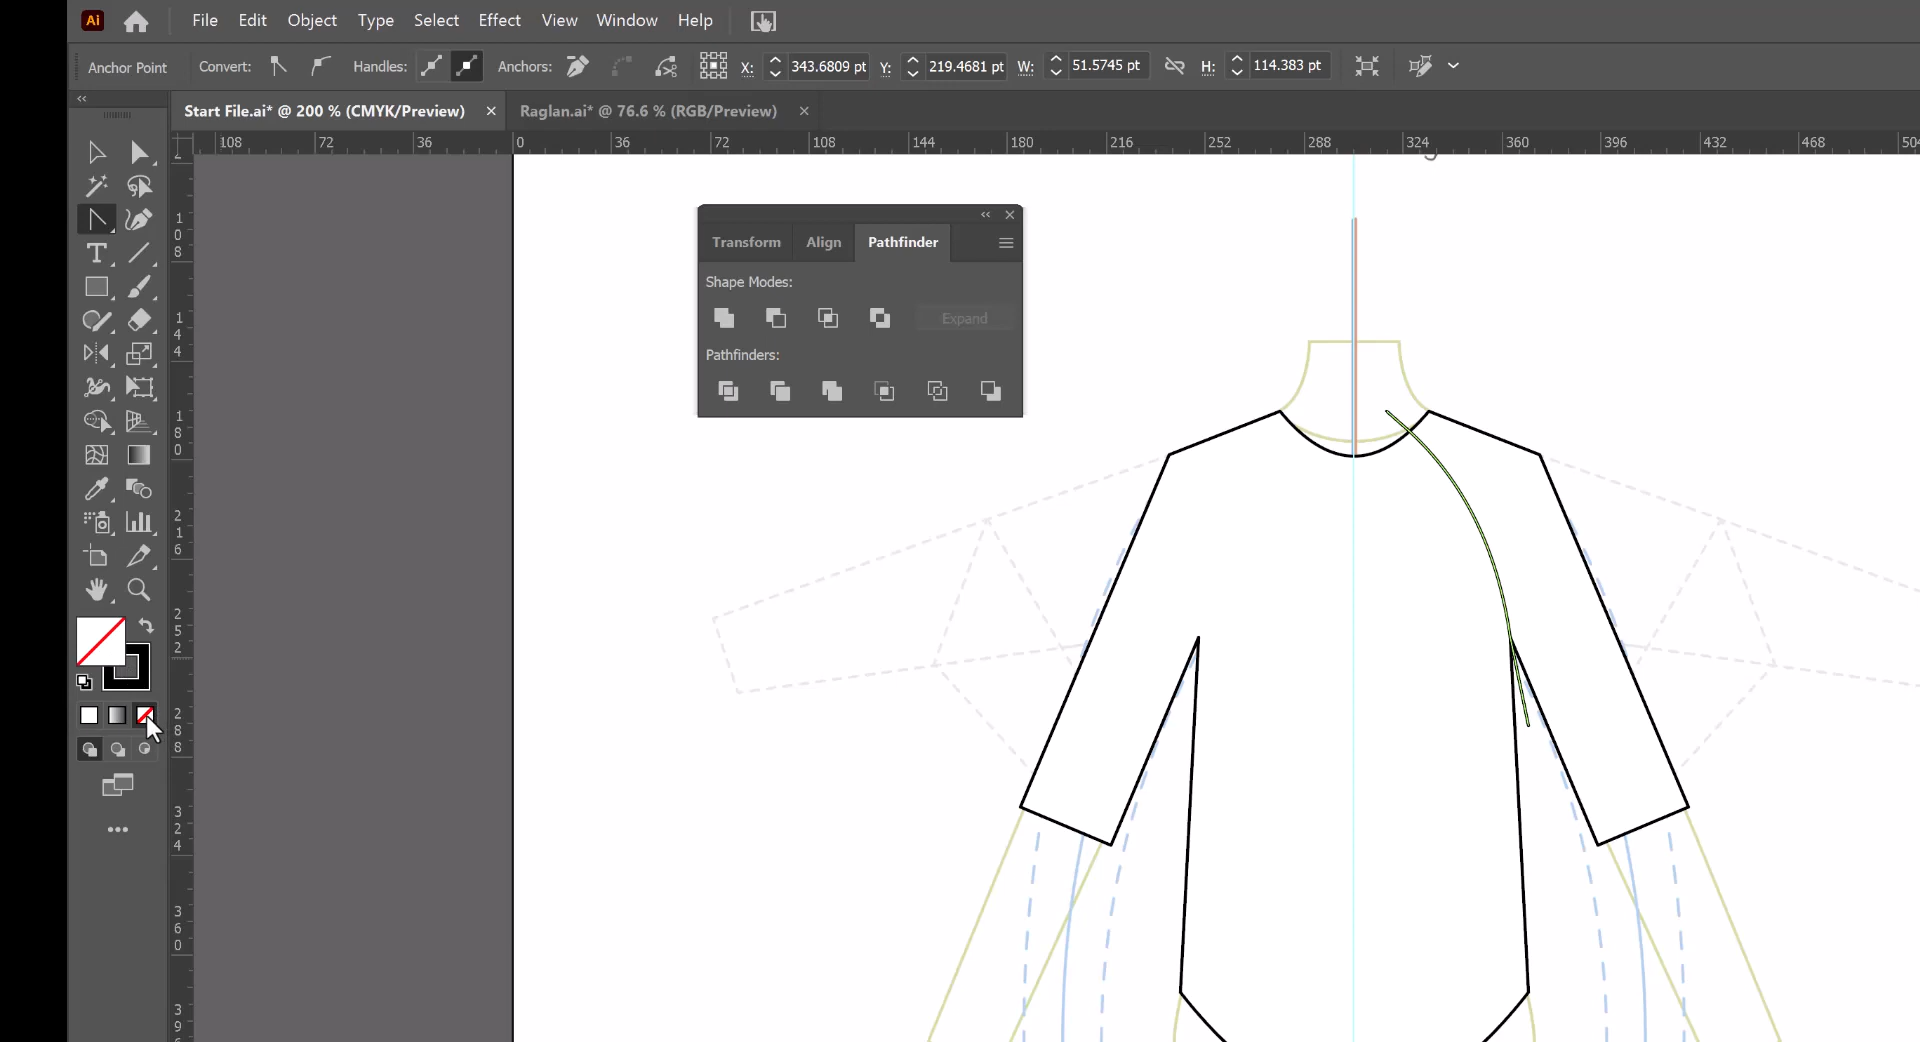 Ai File Edit Object Type Select Effect View Window Help
Anchor Point Convert: Handles: Anchors: X: 343.6809 pt Y: 219.4681 pt W: 51.5745 pt H: 114.383 pt
Start File.ai* @ 200 % (CMYK/Preview) Raglan.ai* @ 76.6 % (RGB/Preview)
108 72 36 0 36 72 108 144 180 216 252 288 324 360 396 432 468 504
108
144
180
216
252
288
324
360
Transform Align Pathfinder
Shape Modes:
Expand
Pathfinders: